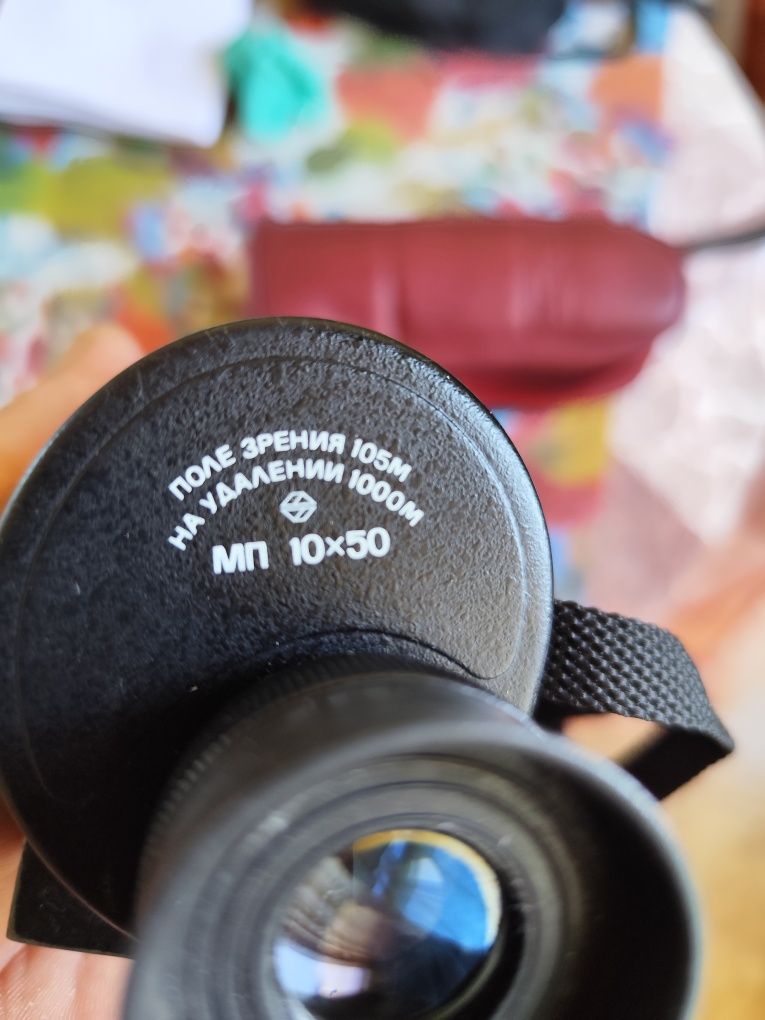 ПОЛЕ ЗРЕНИЯ 105М
НА УДАЛЕНИИ 1000М
МП 10×50